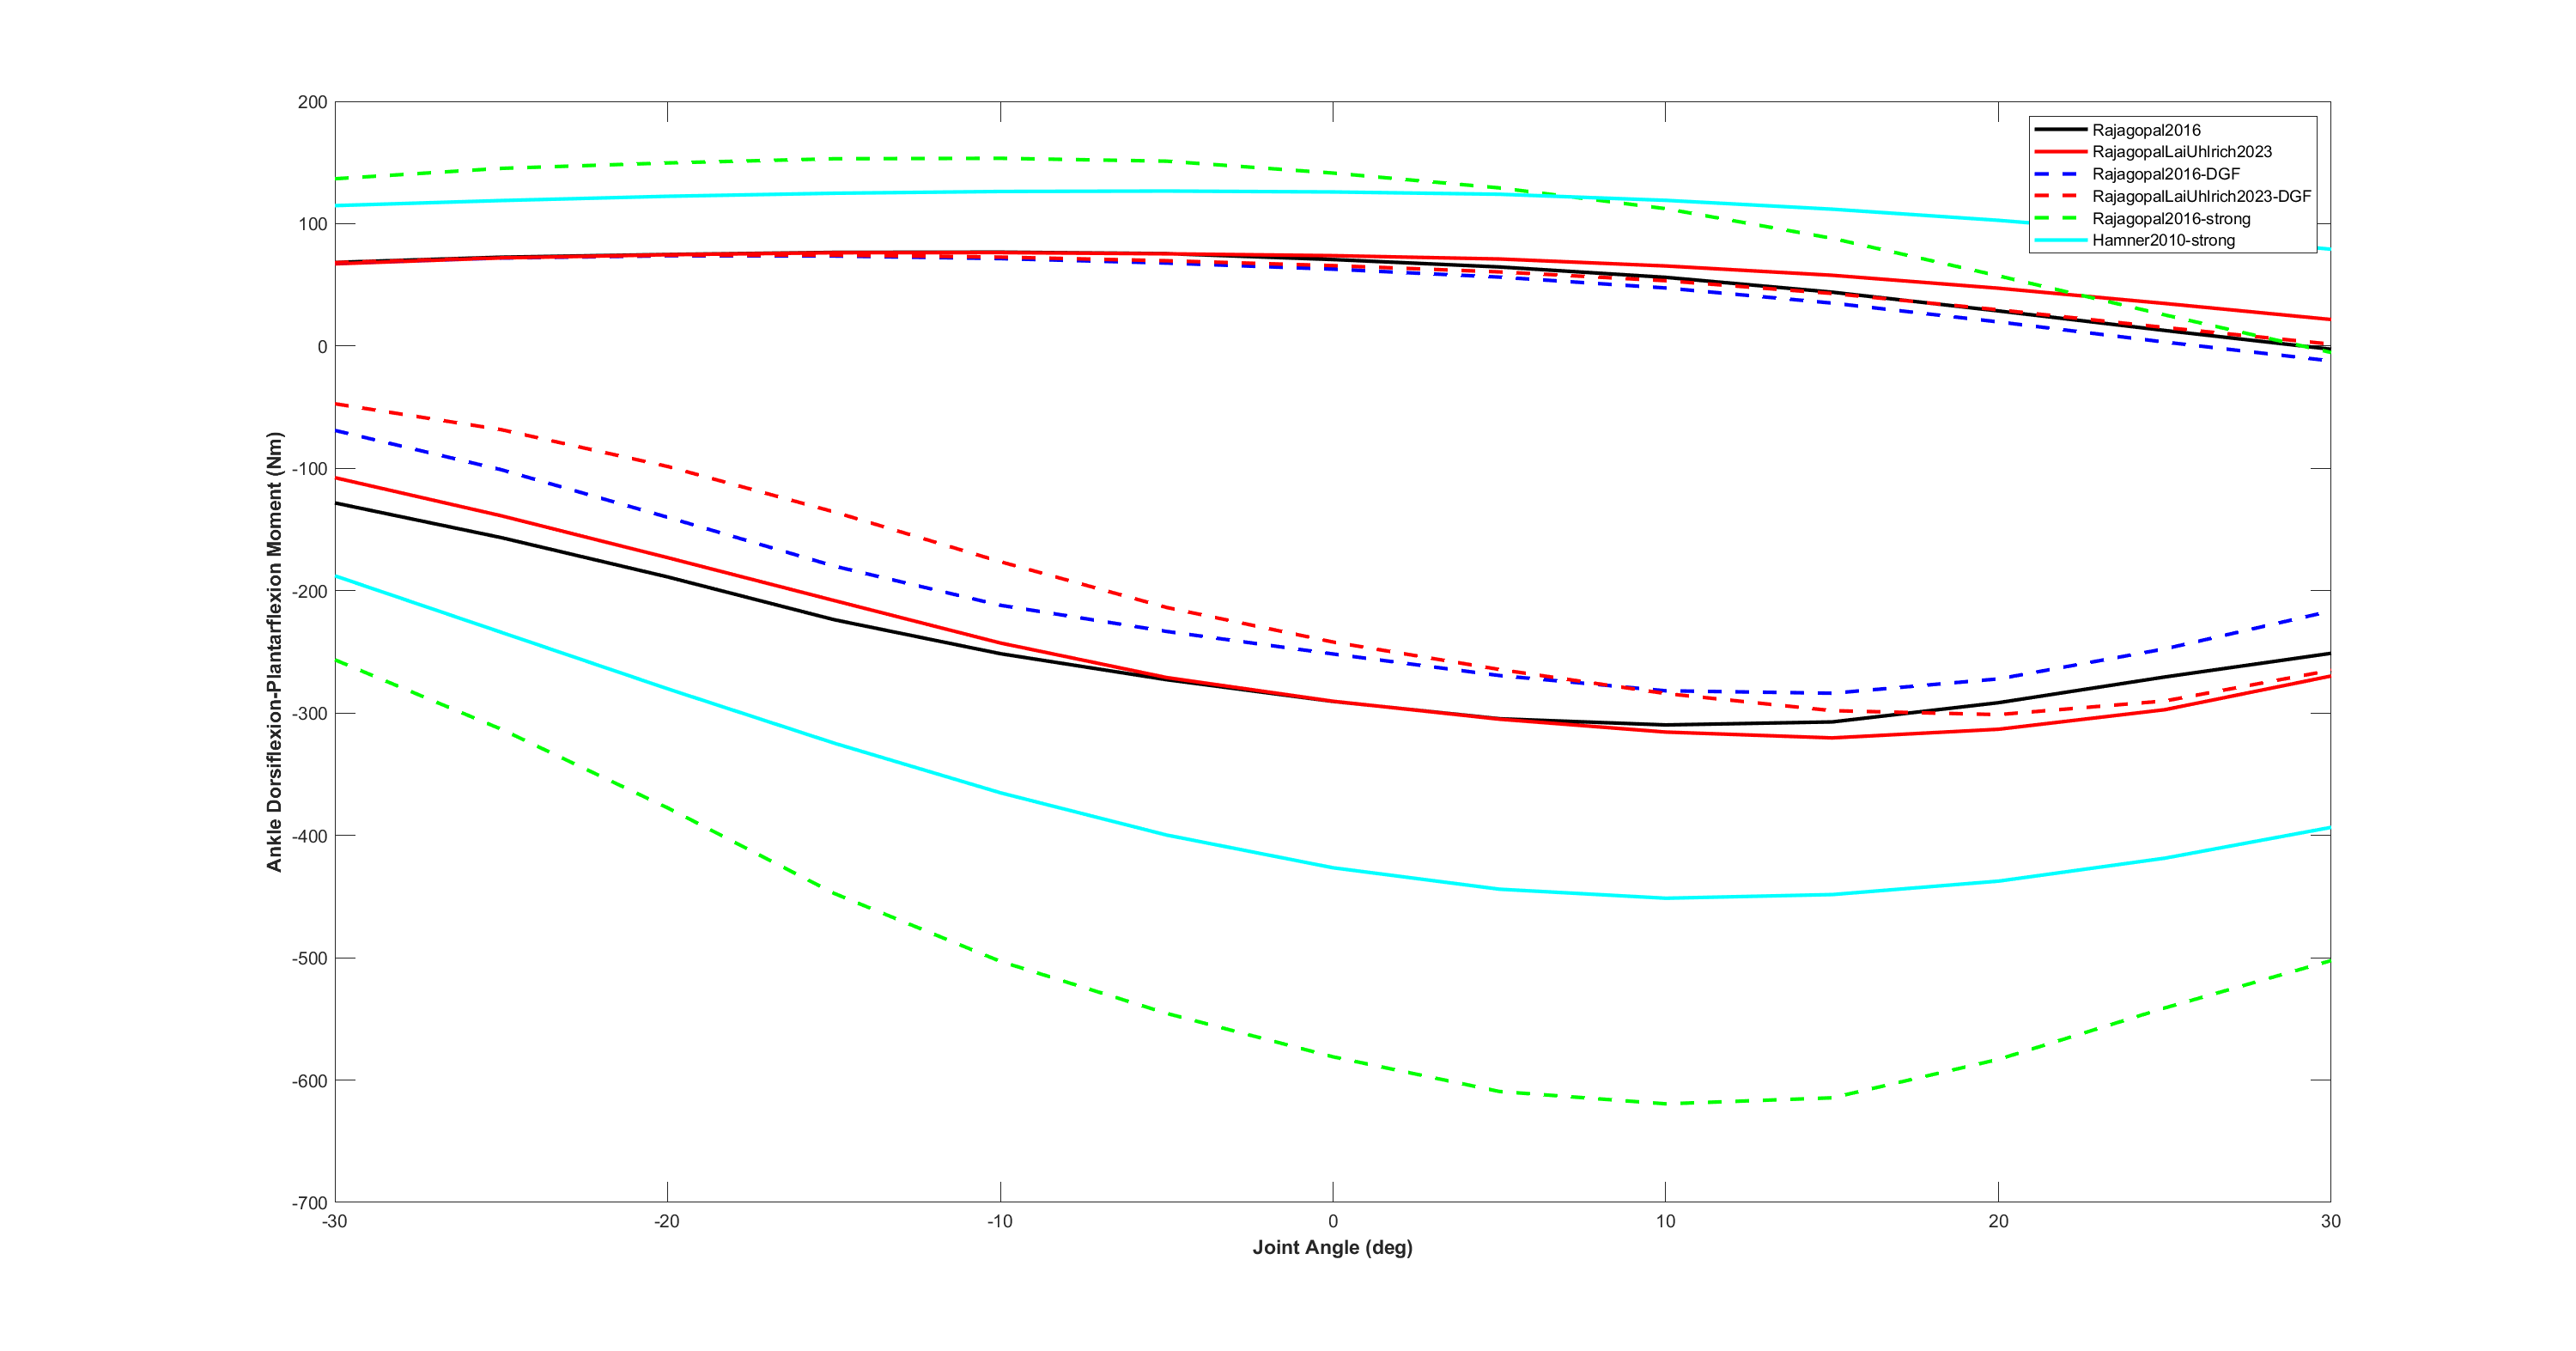 200
100
0
-100
-200
-300
-400
-500
-600
-700
Ankle Dorsiflexion-Plantarflexion Moment (Nm)
Rajagopal2016
RajagopalLaiUhlrich2023
Rajagopal2016-DGF
RajagopalLaiUhlrich2023-DGF
Rajagopal2016-strong
Hamner2010-strong
-30 -20 -10 0 10 20 30
Joint Angle (deg)